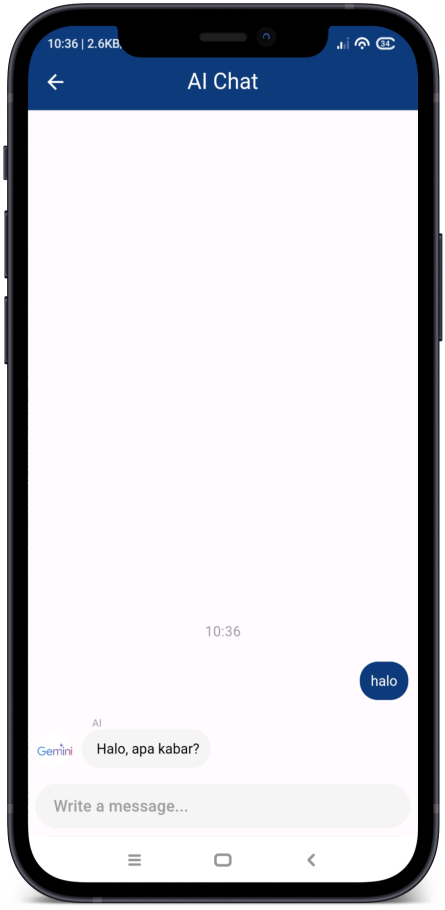 10:36 | 2.6KB
34
AI Chat
10:36
halo
AI
Gemini
Halo, apa kabar?
Write a message...